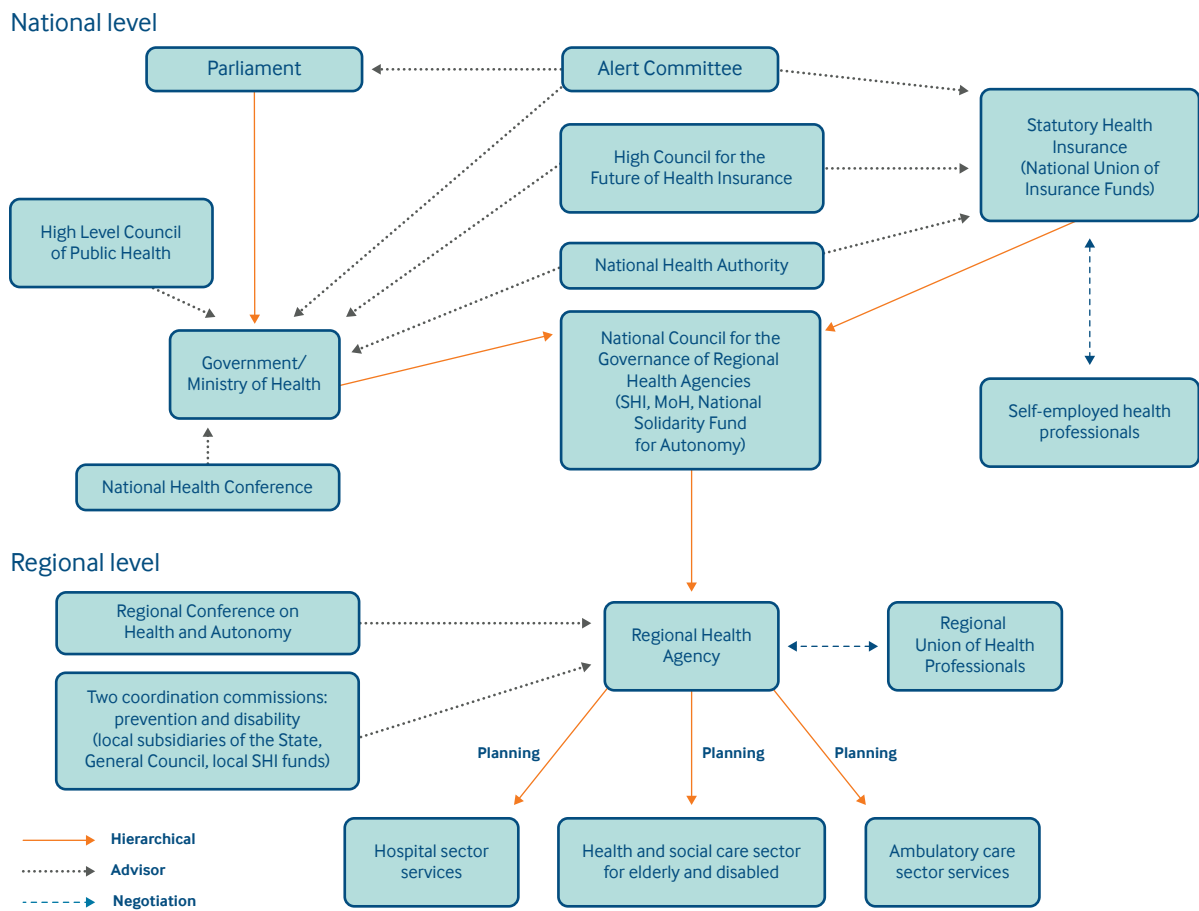 National level
Parliament
Alert Committee
Statutory Health
Insurance
(National Union of
Insurance Funds)
High Council for the
Future of Health Insurance
High Level Council
of Public Health
National Health Authority
Government/
Ministry of Health
National Council for the
Governance of Regional
Health Agencies
(SHI, MoH, National
Solidarity Fund
for Autonomy)
Self-employed health
professionals
National Health Conference
Regional level
Regional Conference on
Health and Autonomy
Regional Health
Agency
Regional
Union of Health
Professionals
Two coordination commissions:
prevention and disability
(local subsidiaries of the State,
General Council, local SHI funds)
Planning
Planning
Planning
Hospital sector
services
Health and social care sector
for elderly and disabled
Ambulatory care
sector services
Hierarchical
Advisor
Negotiation